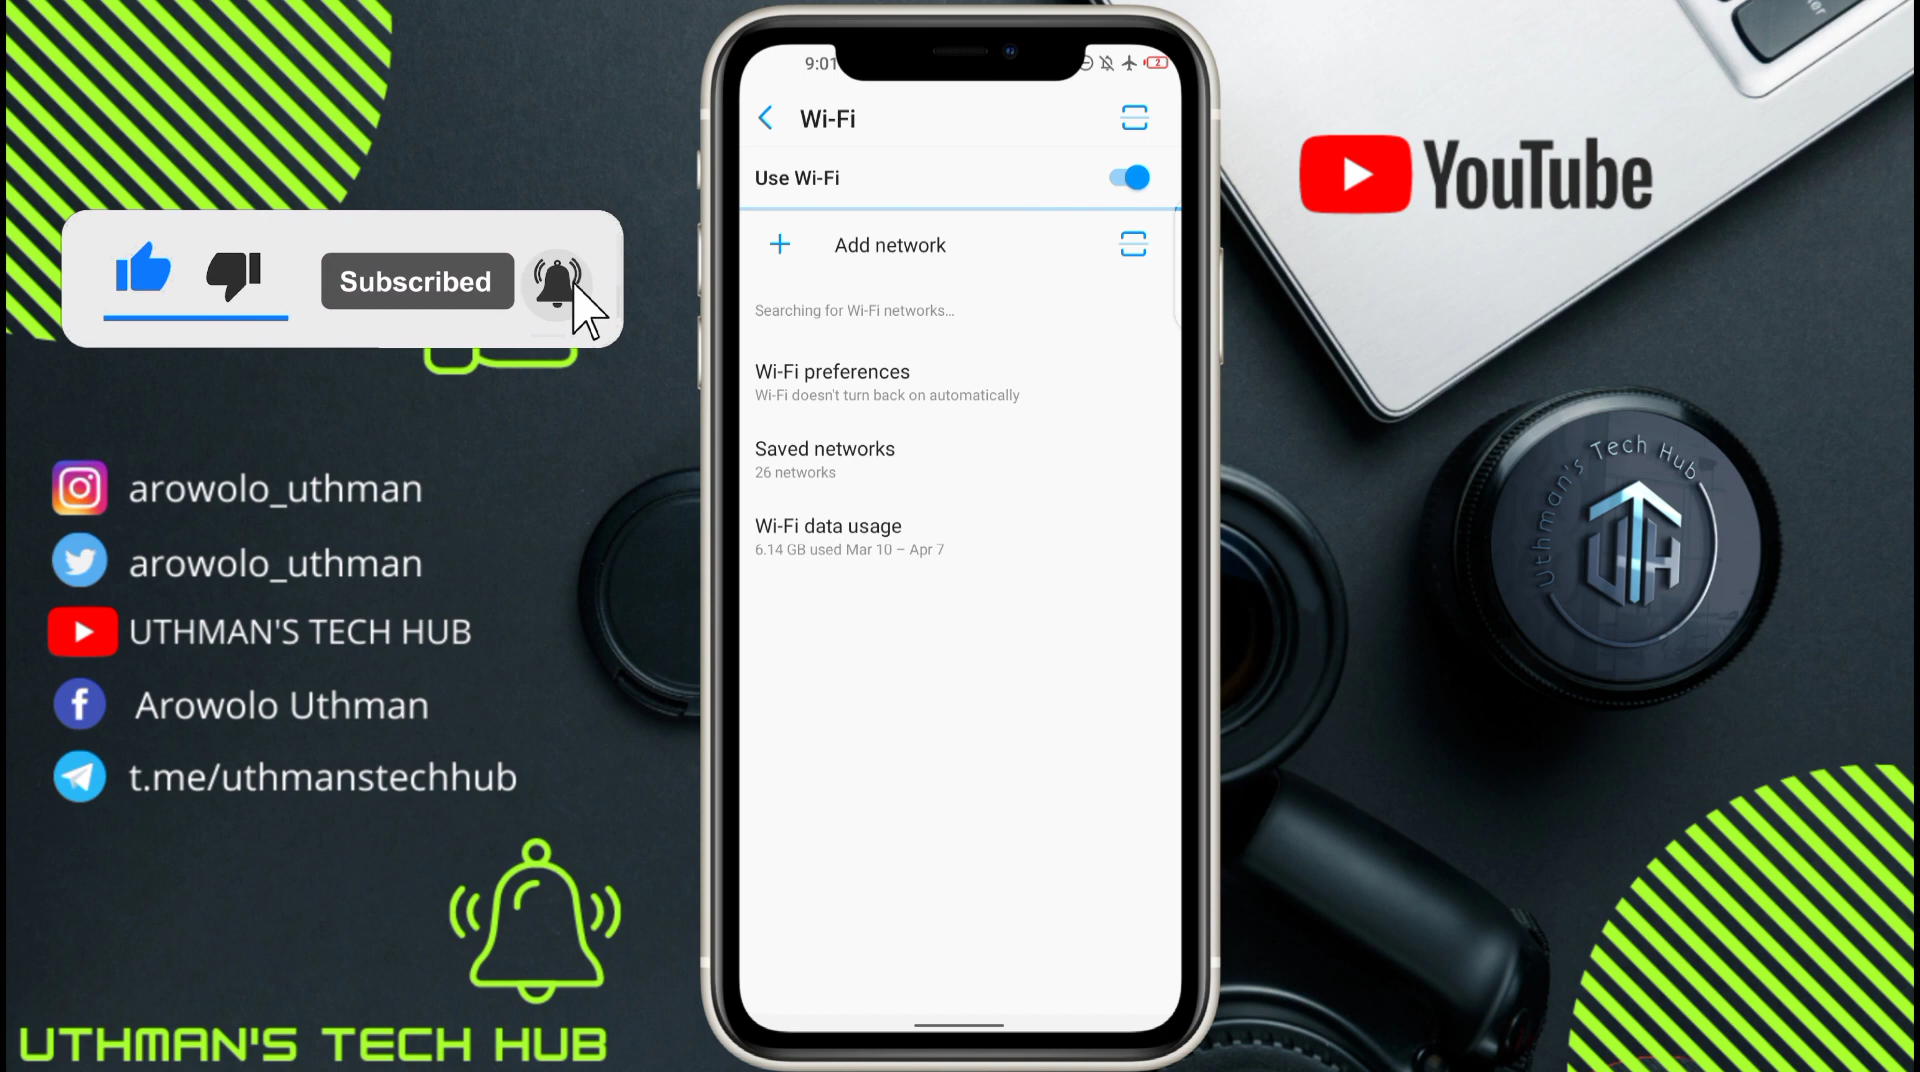 9:01
2
Wi-Fi
Use Wi-Fi
Add network
Searching for Wi-Fi networks…
Wi-Fi preferences
Wi-Fi doesn't turn back on automatically
Saved networks
26 networks
Wi-Fi data usage
6.14 GB used Mar 10 – Apr 7
Subscribed
arowolo_uthman
arowolo_uthman
UTHMAN'S TECH HUB
Arowolo Uthman
t.me/uthmanstechhub
UTHMAN'S TECH HUB
YouTube
Uthman's Tech Hub
UTH